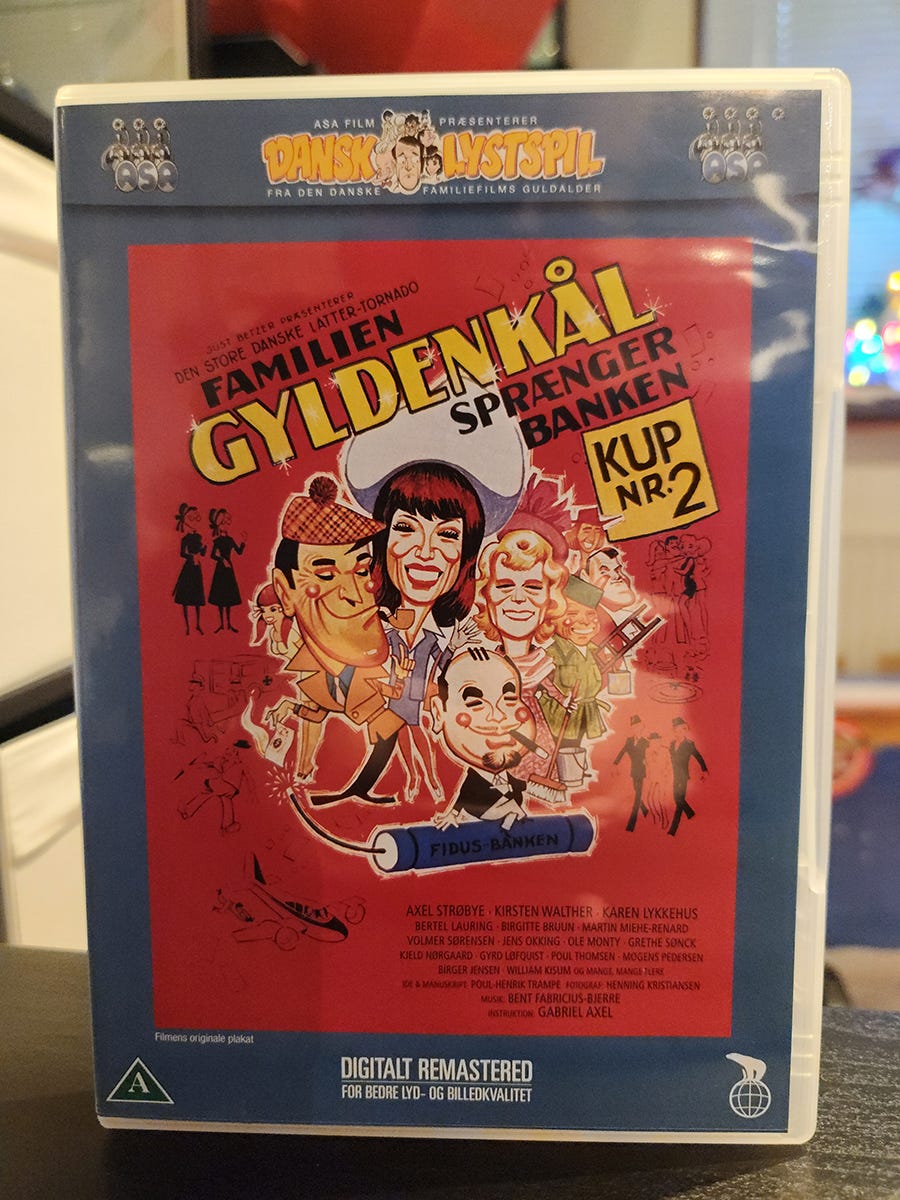 ASA FILM PRÆSENTERER
DANSK LYSTSPIL
FRA DEN DANSKE FAMILIEFILMS GULDALDER
asa
asa
JUST BETZER PRÆSENTERER
DEN STORE DANSKE LATTER-TORNADO
FAMILIEN
GYLDENKÅL
SPRÆNGER
BANKEN
KUP
NR. 2
FIDUS-BANKEN
AXEL STRØBYE · KIRSTEN WALTHER · KAREN LYKKEHUS
BERTEL LAURING · BIRGITTE BRUUN · MARTIN MIEHE-RENARD
VOLMER SØRENSEN · JENS OKKING · OLE MONTY · GRETHE SØNCK
KJELD NØRGAARD · GYRD LØFQUIST · POUL THOMSEN · MOGENS PEDERSEN
BIRGER JENSEN · WILLIAM KISUM OG MANGE, MANGE FLERE
IDE & MANUSKRIPT: POUL-HENRIK TRAMPE FOTOGRAF: HENNING KRISTIANSEN
MUSIK: BENT FABRICIUS-BJERRE
INSTRUKTION: GABRIEL AXEL
Filmens originale plakat
A
DIGITALT REMASTERED
FOR BEDRE LYD- OG BILLEDKVALITET